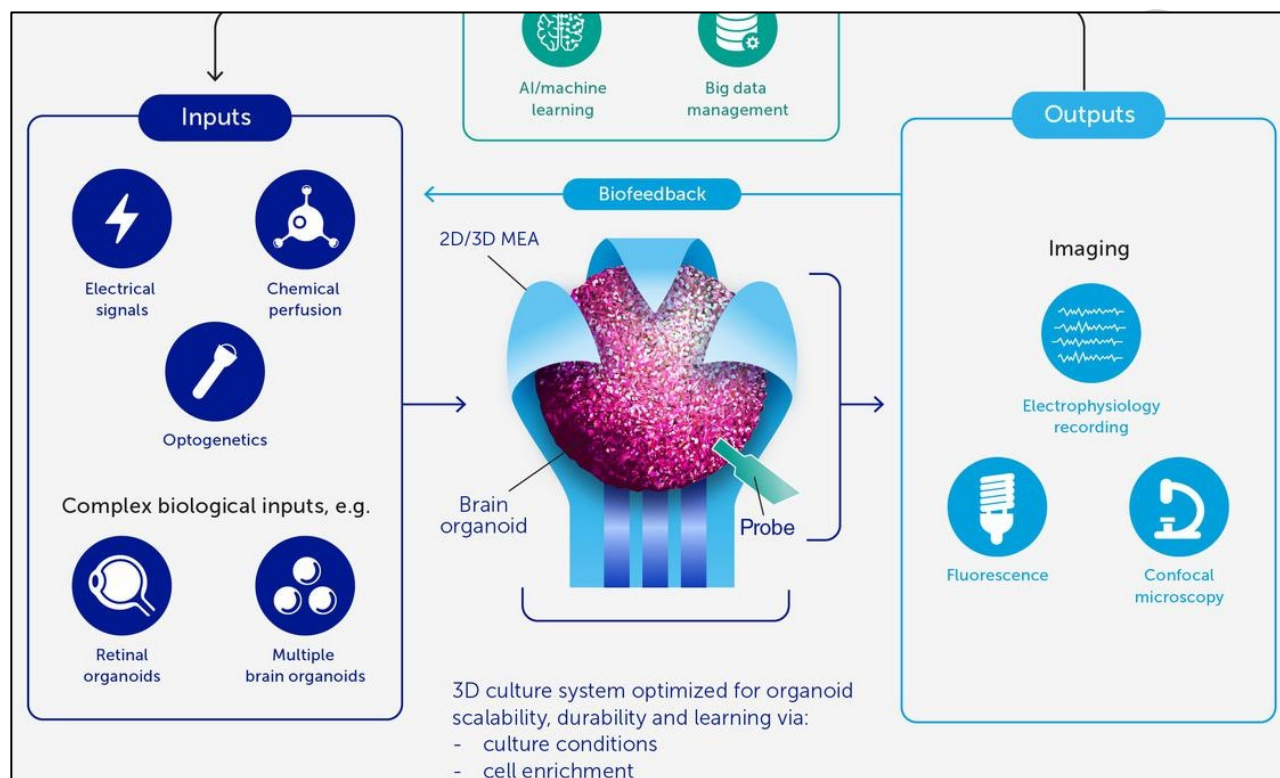 AI/machine
learning
Big data
management
Inputs
Outputs
Electrical
signals
Chemical
perfusion
Optogenetics
Complex biological inputs, e.g.
Retinal
organoids
Multiple
brain organoids
Biofeedback
2D/3D MEA
Brain
organoid
Probe
Imaging
Electrophysiology
recording
Fluorescence
Confocal
microscopy
3D culture system optimized for organoid
scalability, durability and learning via:
- culture conditions
- cell enrichment